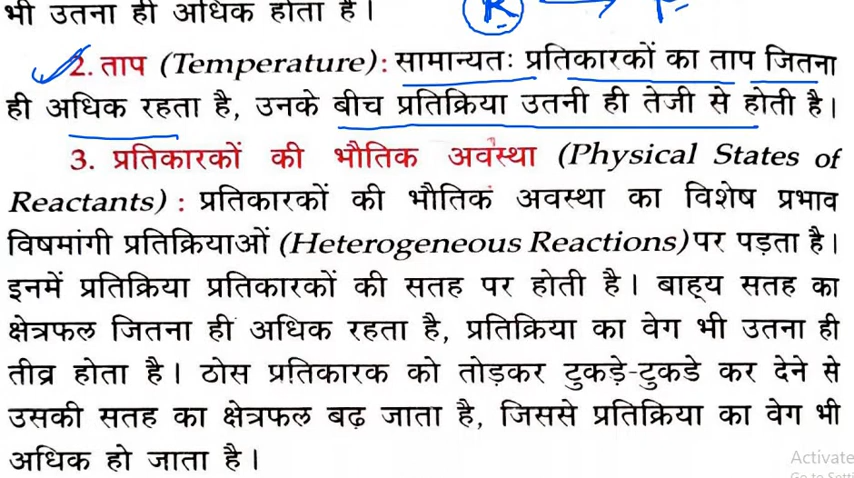 भी उतना ही अधिक होता है।
R → P
2. ताप (Temperature) : सामान्यतः प्रतिकारकों का ताप जितना
ही अधिक रहता है, उनके बीच प्रतिक्रिया उतनी ही तेजी से होती है।
3. प्रतिकारकों की भौतिक अवस्था (Physical States of
Reactants) : प्रतिकारकों की भौतिक अवस्था का विशेष प्रभाव
विषमांगी प्रतिक्रियाओं (Heterogeneous Reactions) पर पड़ता है।
इनमें प्रतिक्रिया प्रतिकारकों की सतह पर होती है। बाह्य सतह का
क्षेत्रफल जितना ही अधिक रहता है, प्रतिक्रिया का वेग भी उतना ही
तीव्र होता है। ठोस प्रतिकारक को तोड़कर टुकड़े-टुकडे कर देने से
उसकी सतह का क्षेत्रफल बढ़ जाता है, जिससे प्रतिक्रिया का वेग भी
अधिक हो जाता है।
Activate